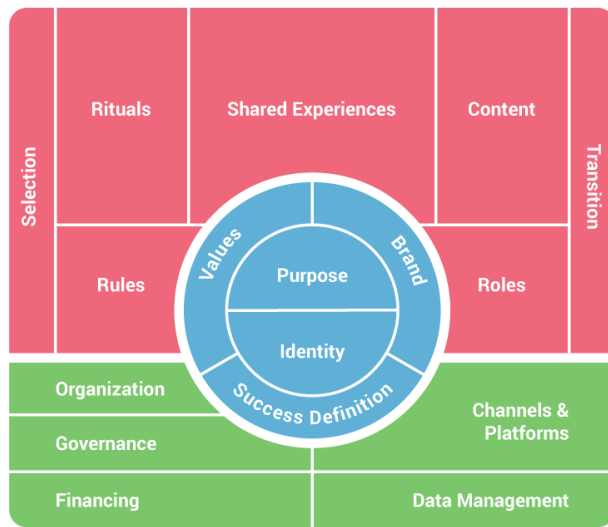 Selection
Rituals
Shared Experiences
Content
Transition
Rules
Roles
Values
Brand
Purpose
Identity
Success Definition
Organization
Governance
Financing
Channels &
Platforms
Data Management